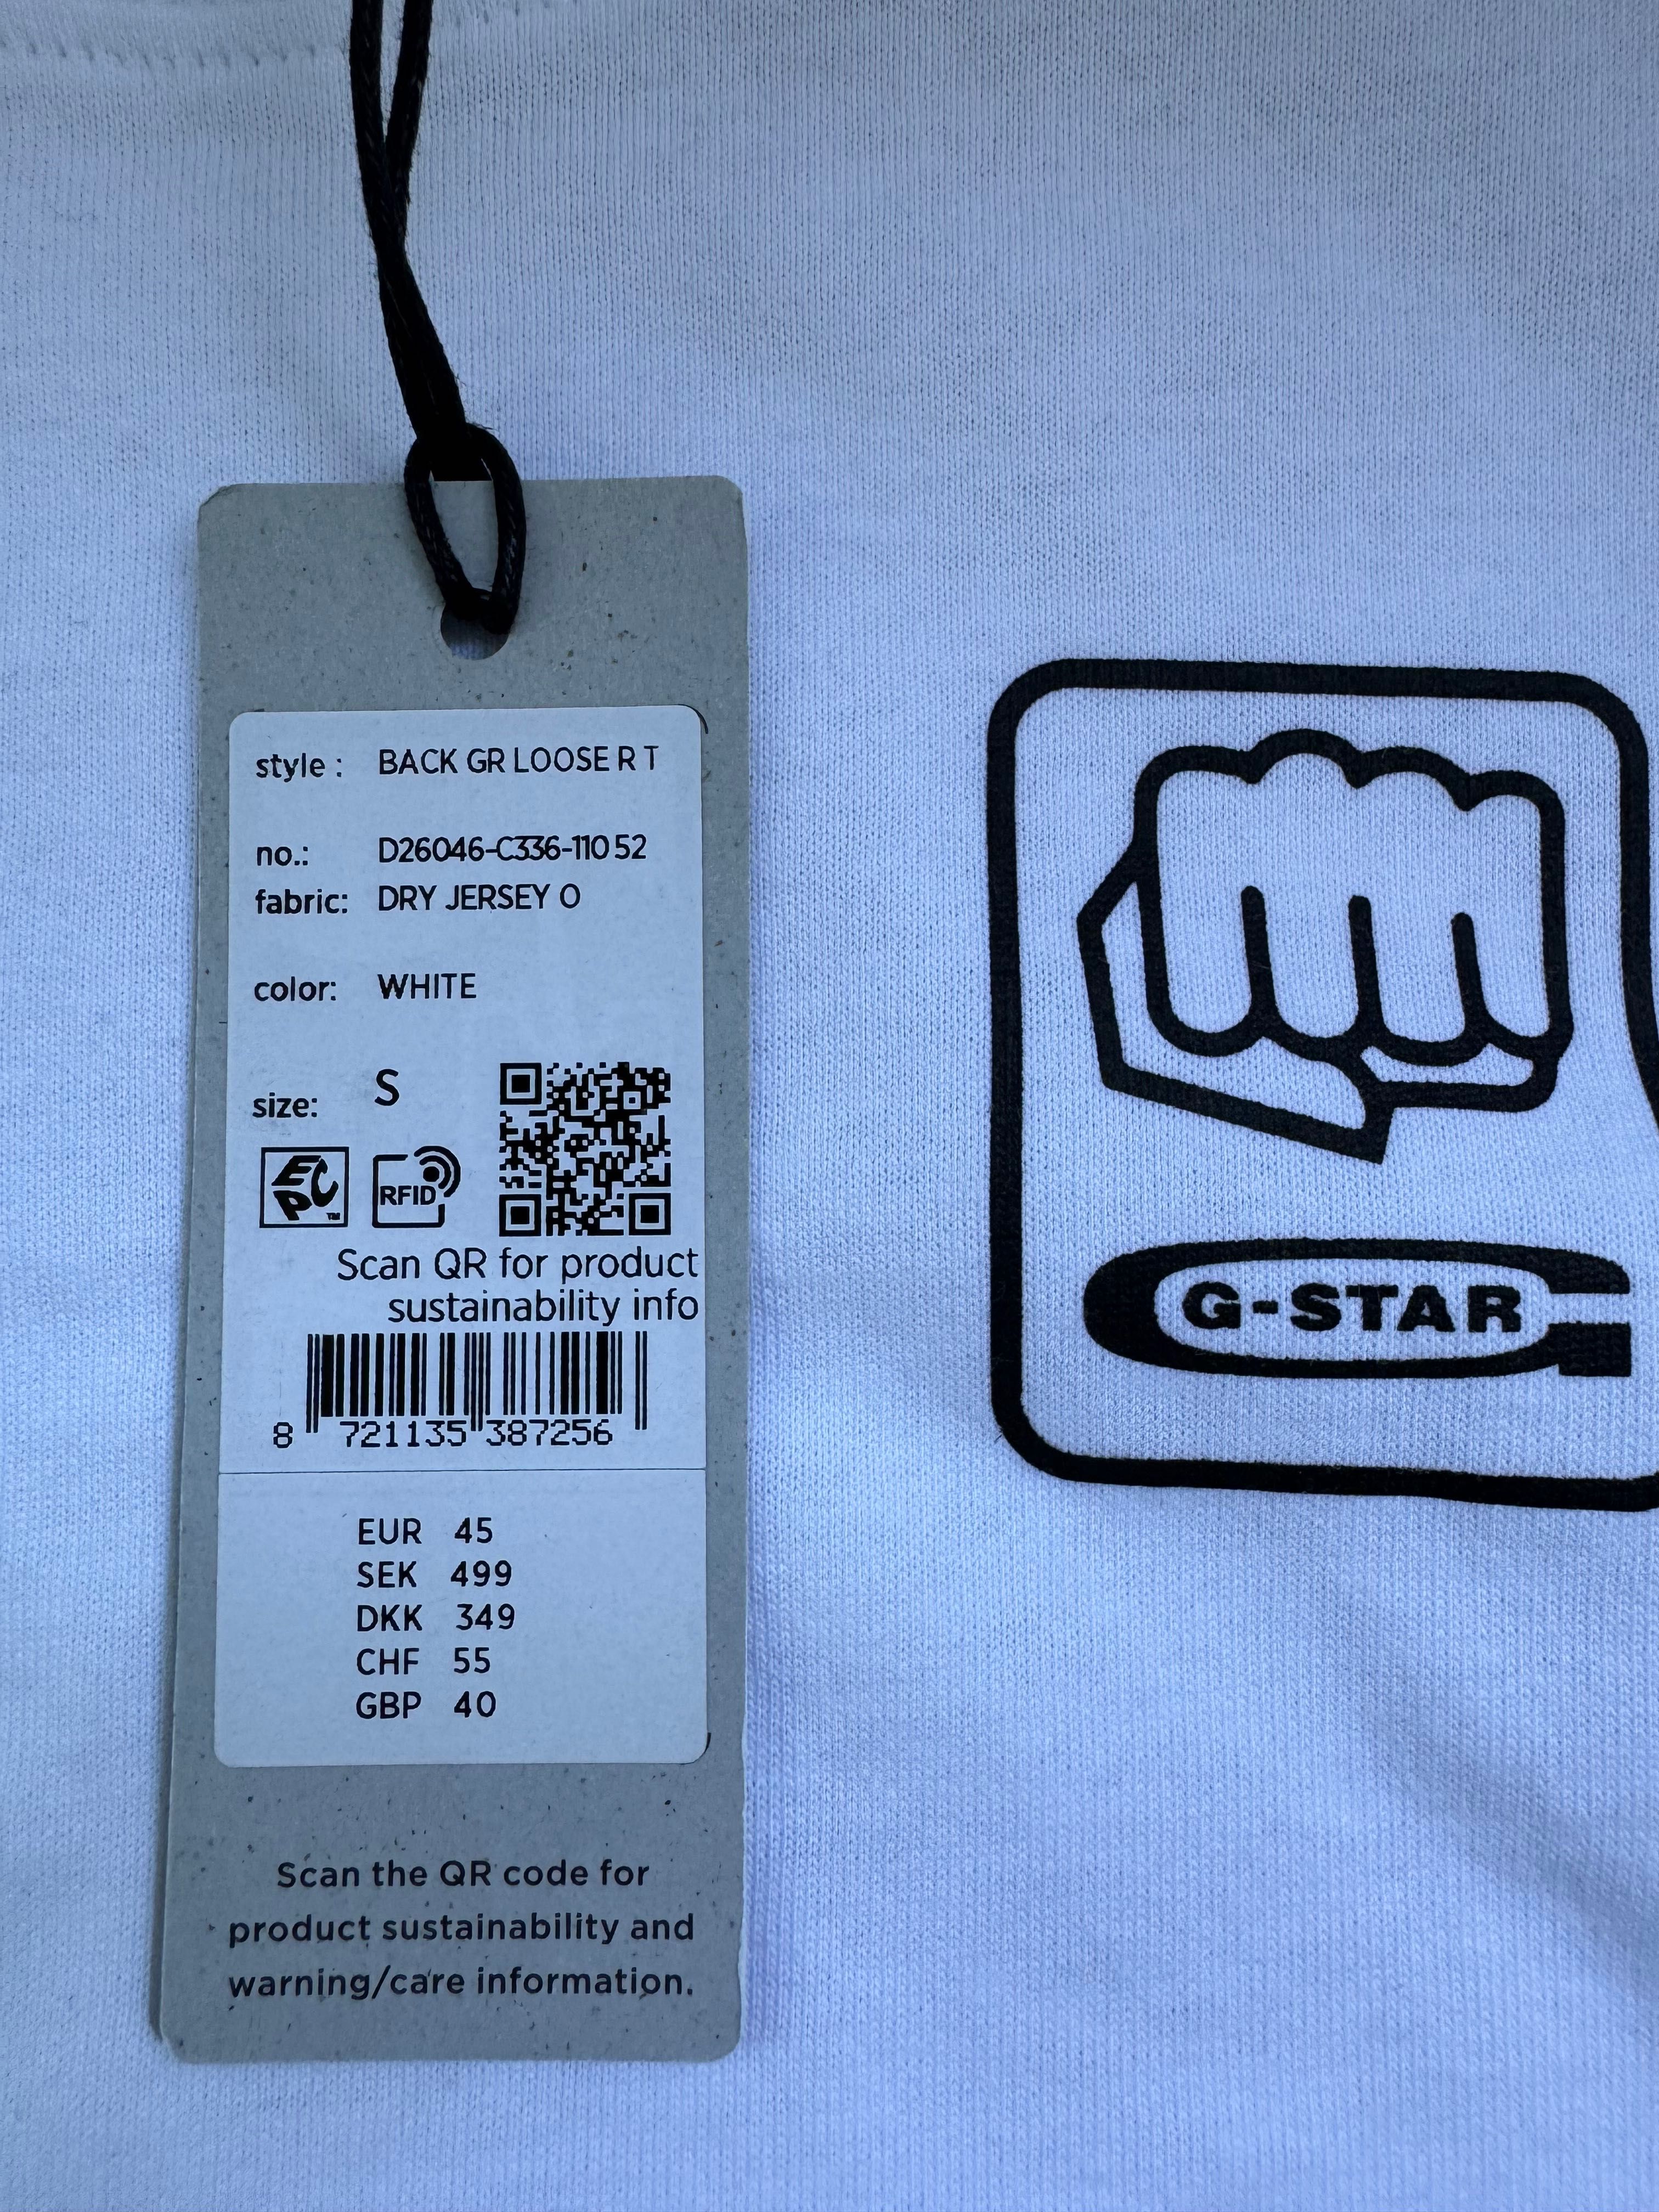 style : BACK GR LOOSE R T
no.: D26046-C336-110 52
fabric: DRY JERSEY O
color: WHITE
size: S
EPC TM
RFID
Scan QR for product
sustainability info
8 721135 387256
EUR 45
SEK 499
DKK 349
CHF 55
GBP 40
Scan the QR code for
product sustainability and
warning/care information.
G-STAR